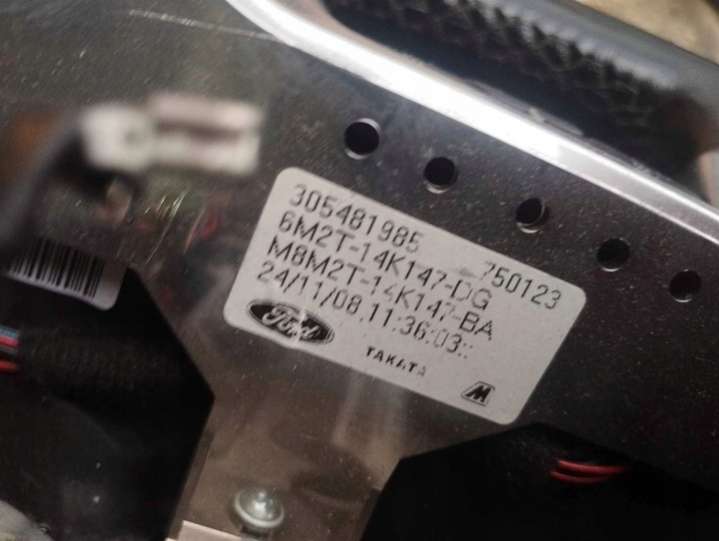 305481985 750123
6M2T-14K147-DG
M8M2T-14K147-BA
24/11/08,11:36:03::
Ford
TAKATA